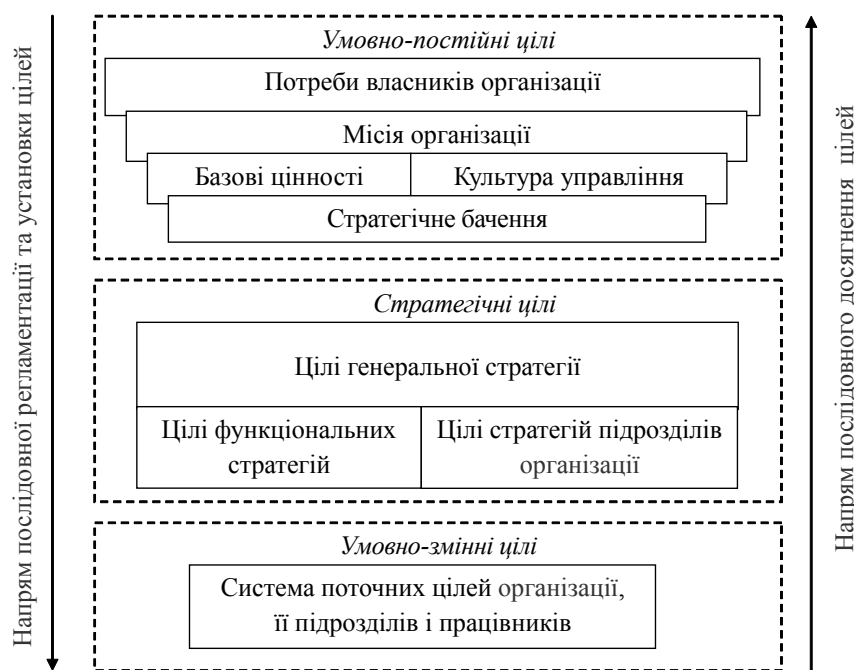 Напрям послідовної регламентації та установки цілей
Умовно-постійні цілі
Потреби власників організації
Місія організації
Базові цінності
Культура управління
Стратегічне бачення
Стратегічні цілі
Цілі генеральної стратегії
Цілі функціональних
стратегій
Цілі стратегій підрозділів
організації
Умовно-змінні цілі
Система поточних цілей організації,
її підрозділів і працівників
Напрям послідовного досягнення цілей